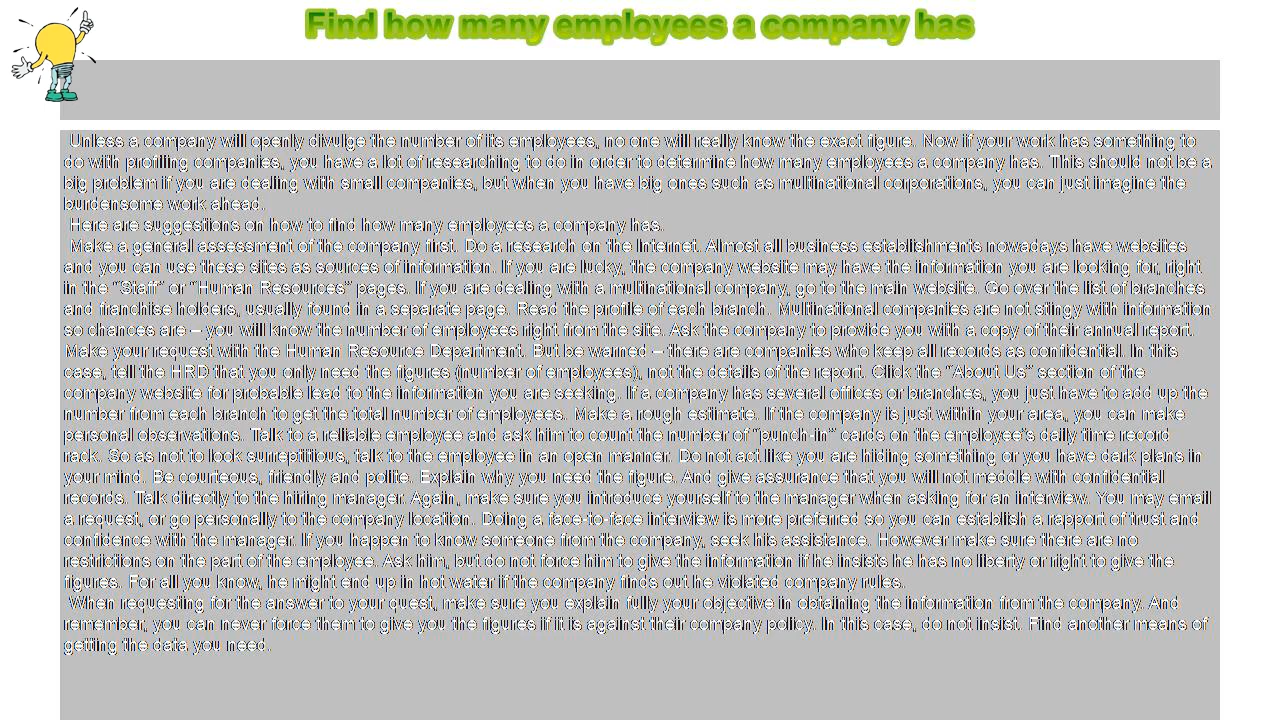 Find how many employees a company has
Unless a company will openly divulge the number of its employees, no one will really know the exact figure. Now if your work has something to
do with profiling companies, you have a lot of researching to do in order to determine how many employees a company has. This should not be a
big problem if you are dealing with small companies, but when you have big ones such as multinational corporations, you can just imagine the
burdensome work ahead.
Here are suggestions on how to find how many employees a company has.
Make a general assessment of the company first. Do a research on the Internet. Almost all business establishments nowadays have websites
and you can use these sites as sources of information. If you are lucky, the company website may have the information you are looking for, right
in the “Staff” or “Human Resources” pages. If you are dealing with a multinational company, go to the main website. Go over the list of branches
and franchise holders, usually found in a separate page. Read the profile of each branch. Multinational companies are not stingy with information
so chances are – you will know the number of employees right from the site. Ask the company to provide you with a copy of their annual report.
Make your request with the Human Resource Department. But be warned – there are companies who keep all records as confidential. In this
case, tell the HRD that you only need the figures (number of employees), not the details of the report. Click the “About Us” section of the
company website for probable lead to the information you are seeking. If a company has several offices or branches, you just have to add up the
number from each branch to get the total number of employees. Make a rough estimate. If the company is just within your area, you can make
personal observations. Talk to a reliable employee and ask him to count the number of “punch-in” cards on the employee’s daily time record
rack. So as not to look surreptitious, talk to the employee in an open manner. Do not act like you are hiding something or you have dark plans in
your mind. Be courteous, friendly and polite. Explain why you need the figure. And give assurance that you will not meddle with confidential
records. Talk directly to the hiring manager. Again, make sure you introduce yourself to the manager when asking for an interview. You may email
a request, or go personally to the company location. Doing a face-to-face interview is more preferred so you can establish a rapport of trust and
confidence with the manager. If you happen to know someone from the company, seek his assistance. However make sure there are no
restrictions on the part of the employee. Ask him, but do not force him to give the information if he insists he has no liberty or right to give the
figures. For all you know, he might end up in hot water if the company finds out he violated company rules.
When requesting for the answer to your quest, make sure you explain fully your objective in obtaining the information from the company. And
remember, you can never force them to give you the figures if it is against their company policy. In this case, do not insist. Find another means of
getting the data you need.